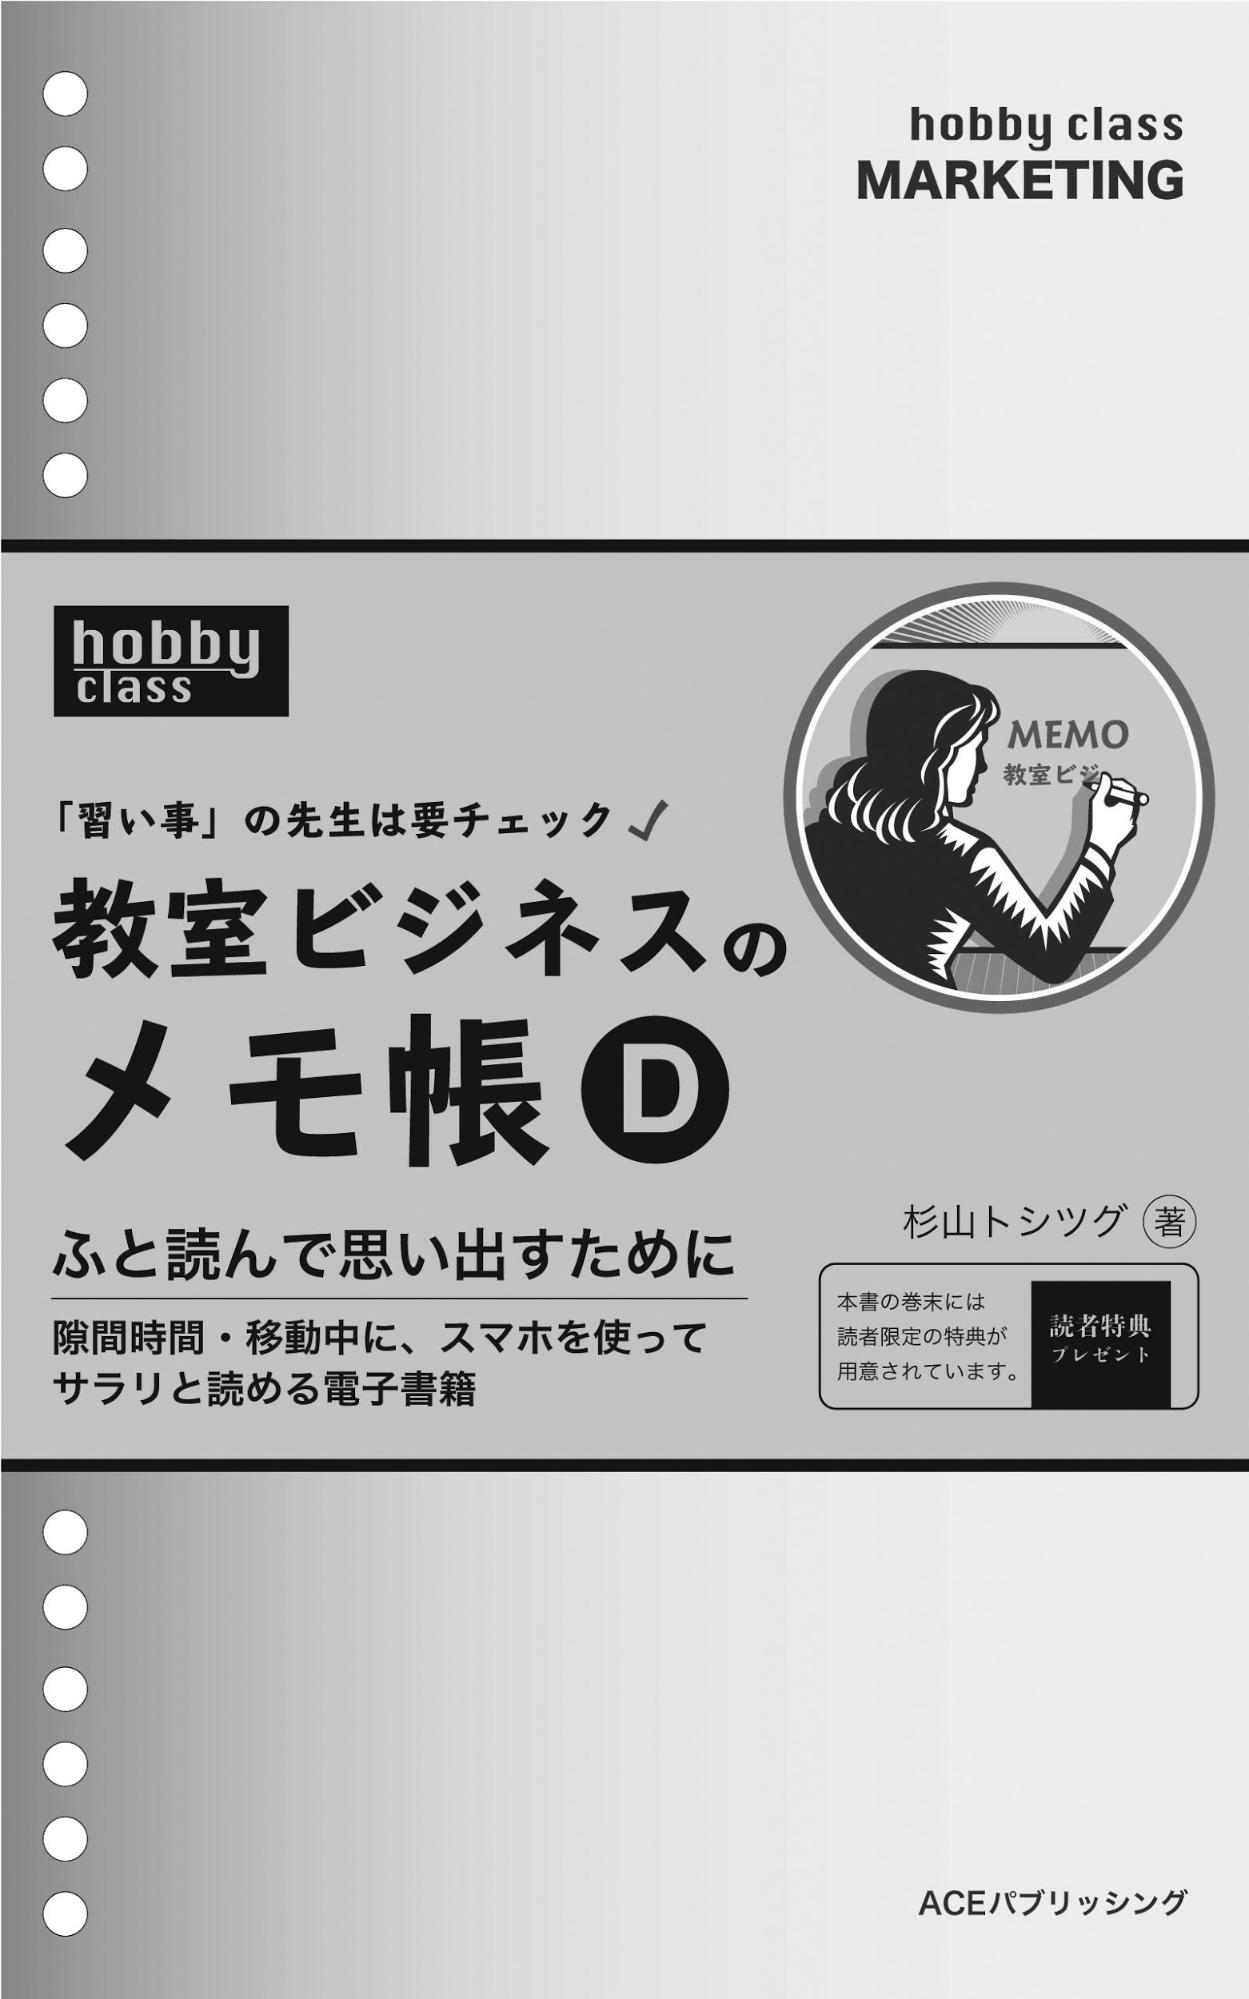 hobby class
MARKETING
hobby
class
MEMO
教室ビジ
「習い事」の先生は要チェック✓
教室ビジネスの
メモ帳 D
ふと読んで思い出すために
隙間時間・移動中に、スマホを使って
サラリと読める電子書籍
杉山トシツグ 著
本書の巻末には
読者限定の特典が
用意されています。
読者特典
プレゼント
ACEパブリッシング